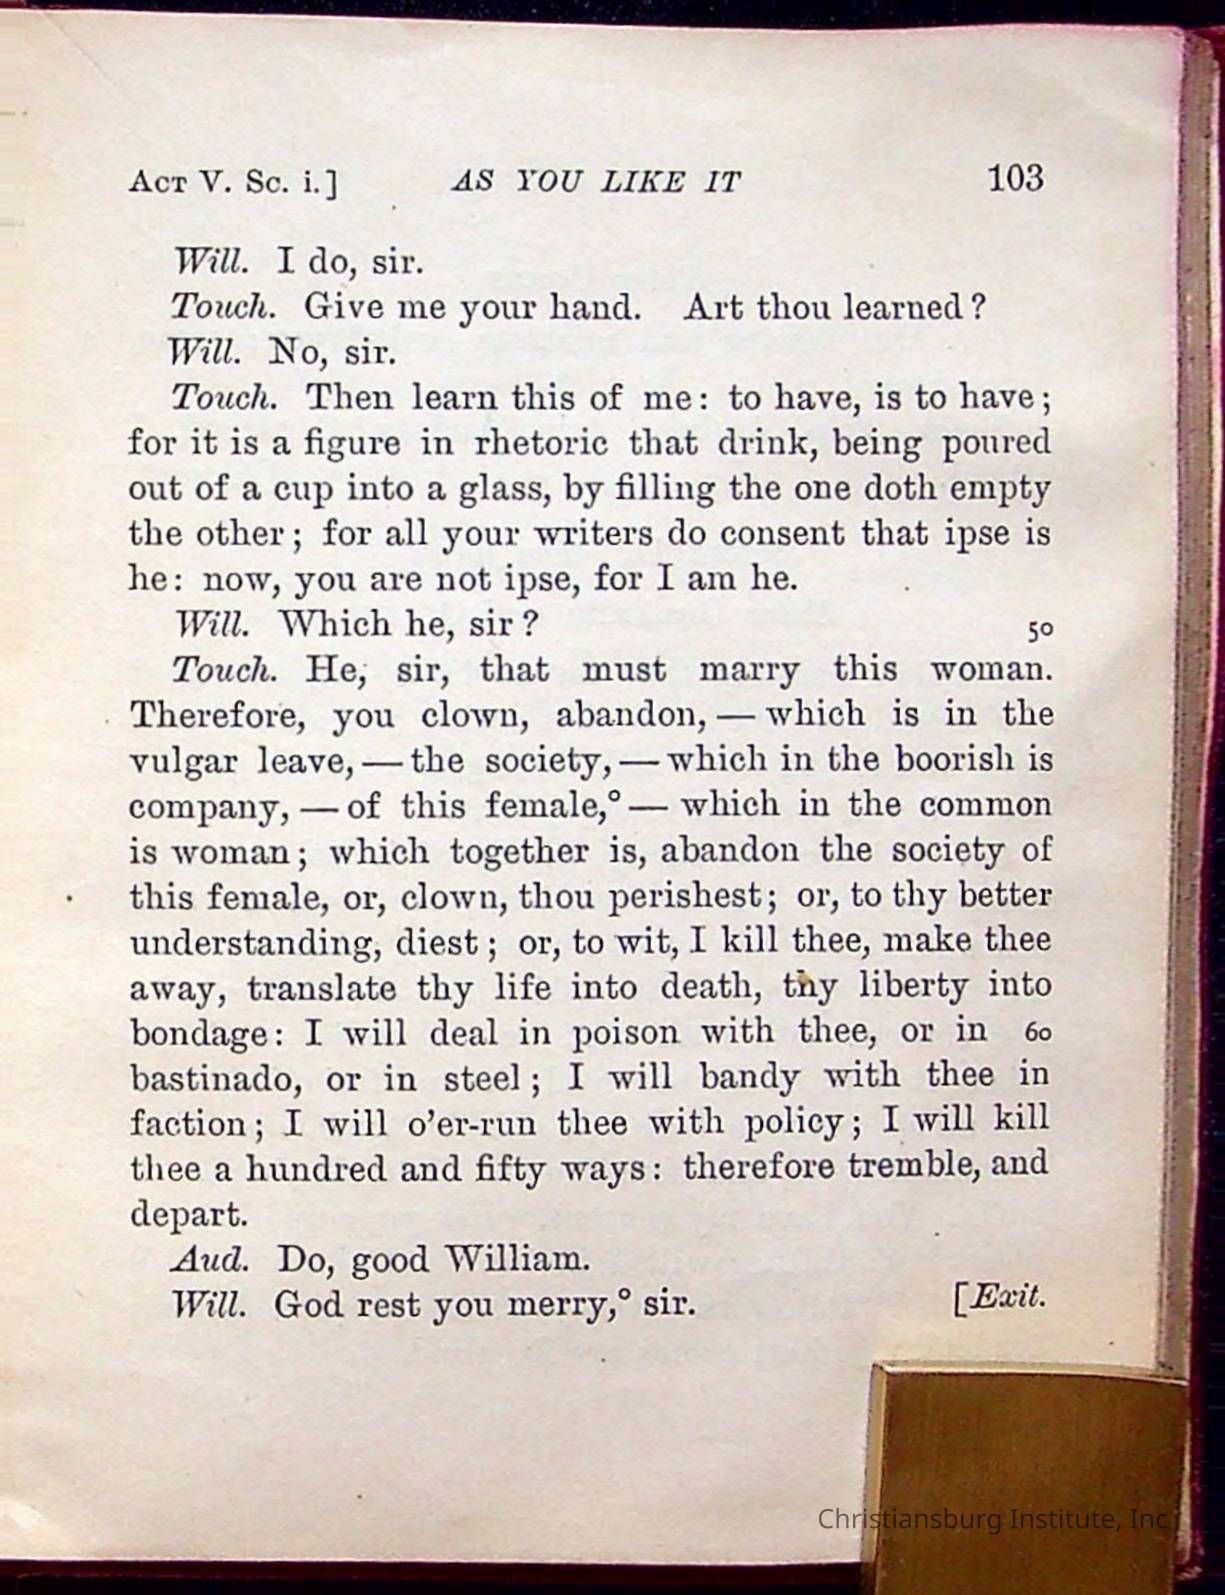 Act V. Sc. i.] AS YOU LIKE IT 103
Will. I do, sir.
Touch. Give me your hand. Art thou learned?
Will. No, sir.
Touch. Then learn this of me: to have, is to have;
for it is a figure in rhetoric that drink, being poured
out of a cup into a glass, by filling the one doth empty
the other; for all your writers do consent that ipse is
he: now, you are not ipse, for I am he.
Will. Which he, sir? 50
Touch. He, sir, that must marry this woman.
Therefore, you clown, abandon, — which is in the
vulgar leave, — the society, — which in the boorish is
company, — of this female,° — which in the common
is woman; which together is, abandon the society of
this female, or, clown, thou perishest; or, to thy better
understanding, diest; or, to wit, I kill thee, make thee
away, translate thy life into death, thy liberty into
bondage: I will deal in poison with thee, or in 60
bastinado, or in steel; I will bandy with thee in
faction; I will o'er-run thee with policy; I will kill
thee a hundred and fifty ways: therefore tremble, and
depart.
Aud. Do, good William.
Will. God rest you merry,° sir. [Exit.
Christiansburg Institute, Inc